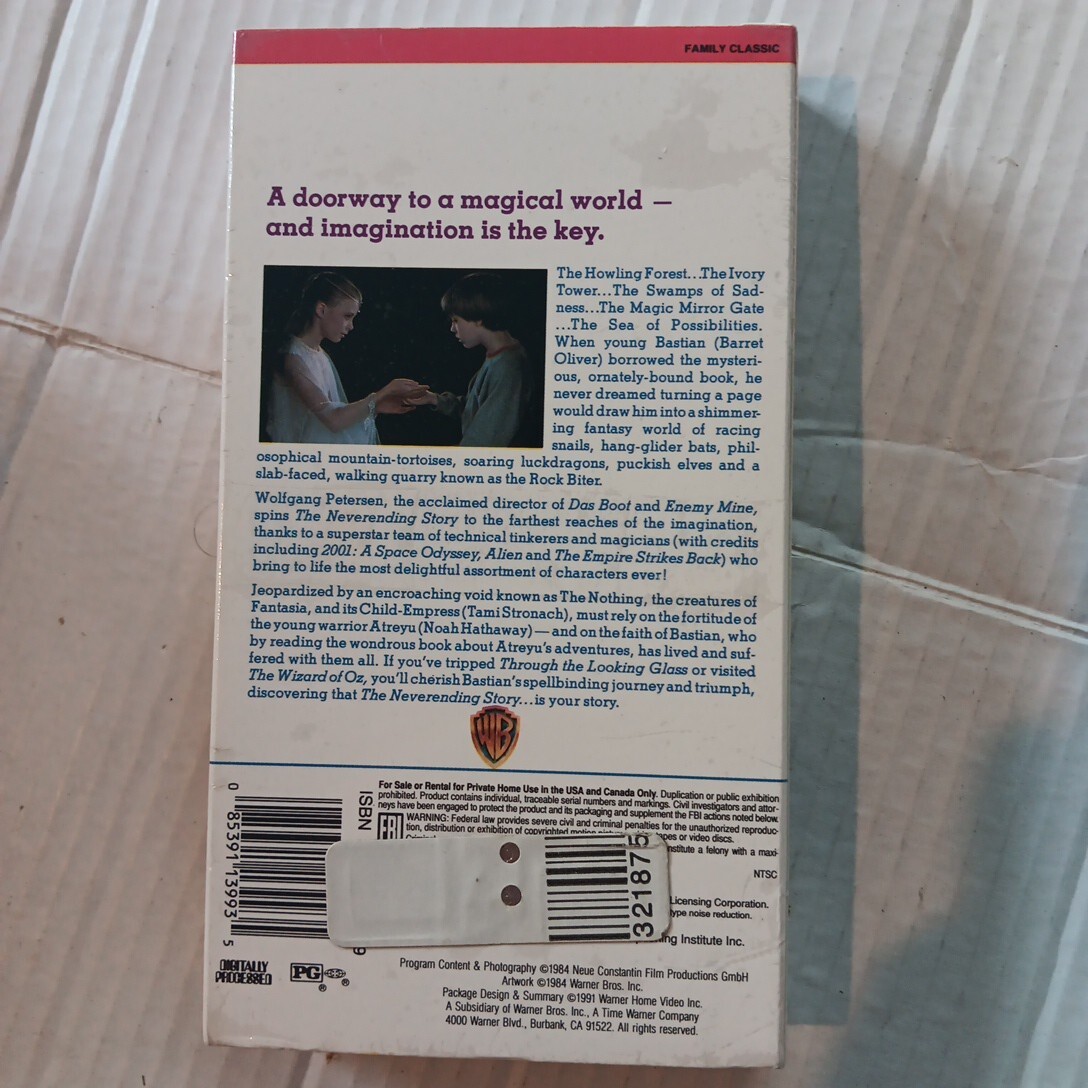 FAMILY CLASSIC
A doorway to a magical world —
and imagination is the key.
The Howling Forest...The Ivory
Tower...The Swamps of Sad-
ness...The Magic Mirror Gate
...The Sea of Possibilities.
When young Bastian (Barret
Oliver) borrowed the mysteri-
ous, ornately-bound book, he
never dreamed turning a page
would draw him into a shimmer-
ing fantasy world of racing
snails, hang-glider bats, phil-
osophical mountain-tortoises, soaring luckdragons, puckish elves and a
slab-faced, walking quarry known as the Rock Biter.
Wolfgang Petersen, the acclaimed director of Das Boot and Enemy Mine,
spins The Neverending Story to the farthest reaches of the imagination,
thanks to a superstar team of technical tinkerers and magicians (with credits
including 2001: A Space Odyssey, Alien and The Empire Strikes Back) who
bring to life the most delightful assortment of characters ever!
Jeopardized by an encroaching void known as The Nothing, the creatures of
Fantasia, and its Child-Empress (Tami Stronach), must rely on the fortitude of
the young warrior Atreyu (Noah Hathaway) — and on the faith of Bastian, who
by reading the wondrous book about Atreyu's adventures, has lived and suf-
fered with them all. If you've tripped Through the Looking Glass or visited
The Wizard of Oz, you'll cherish Bastian's spellbinding journey and triumph,
discovering that The Neverending Story...is your story.
WB
0 85391 13993 5
ISBN
For Sale or Rental for Private Home Use in the USA and Canada Only. Duplication or public exhibition
prohibited. Product contains individual, traceable serial numbers and markings. Civil investigators and attor-
neys have been engaged to protect the product and its packaging and supplement the FBI actions noted below.
FBI
WARNING: Federal law provides severe civil and criminal penalties for the unauthorized reproduc-
tion, distribution or exhibition of copyrighted motion tapes or video discs.
nstitute a felony with a maxi-
NTSC
321875
Licensing Corporation.
type noise reduction.
ing Institute Inc.
DIGITALLY
PROCESSED
PG
Program Content & Photography ©1984 Neue Constantin Film Productions GmbH
Artwork ©1984 Warner Bros. Inc.
Package Design & Summary ©1991 Warner Home Video Inc.
A Subsidiary of Warner Bros. Inc., A Time Warner Company
4000 Warner Blvd., Burbank, CA 91522. All rights reserved.